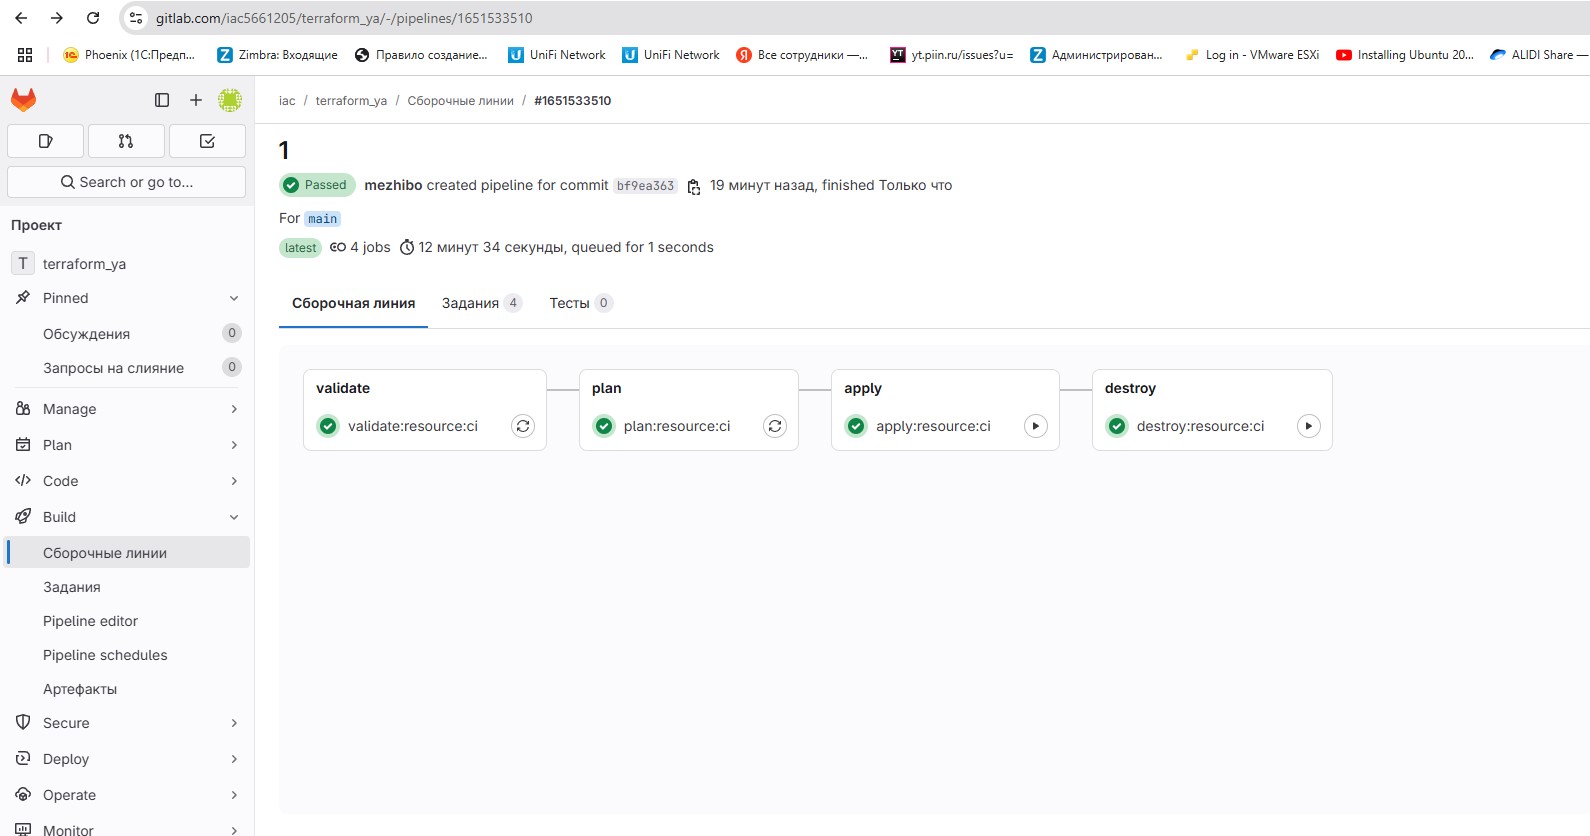 gitlab.com/iac5661205/terraform_ya/-/pipelines/1651533510
Phoenix (1С:Предп... Zimbra: Входящие Правило создание... UniFi Network UniFi Network Все сотрудники —... yt.piin.ru/issues?u= Администрирован... Log in - VMware ESXi Installing Ubuntu 20... ALIDI Share —
iac / terraform_ya / Сборочные линии / #1651533510
Search or go to...
Проект
T terraform_ya
Pinned
Обсуждения 0
Запросы на слияние 0
Manage
Plan
Code
Build
Сборочные линии
Задания
Pipeline editor
Pipeline schedules
Артефакты
Secure
Deploy
Operate
Monitor
1
Passed mezhibo created pipeline for commit bf9ea363 19 минут назад, finished Только что
For main
latest 4 jobs 12 минут 34 секунды, queued for 1 seconds
Сборочная линия Задания 4 Тесты 0
validate
validate:resource:ci
plan
plan:resource:ci
apply
apply:resource:ci
destroy
destroy:resource:ci